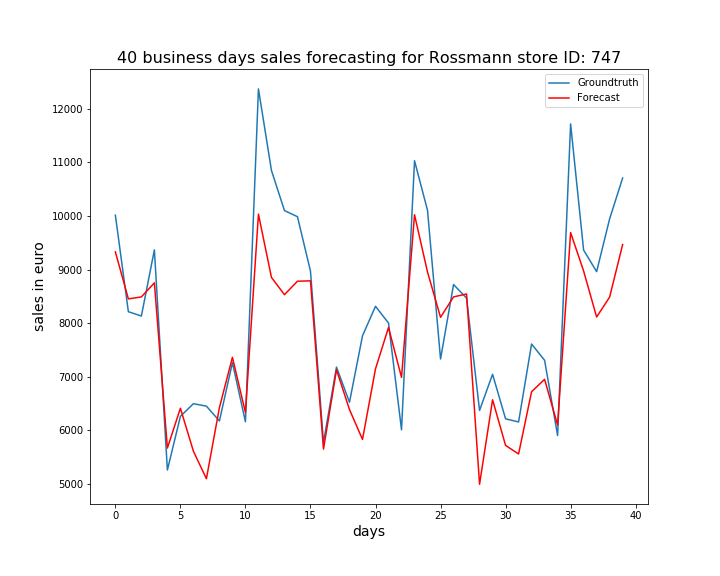 40 business days sales forecasting for Rossmann store ID: 747
Groundtruth
Forecast
12000
11000
10000
9000
8000
7000
6000
5000
sales in euro
0 5 10 15 20 25 30 35 40
days